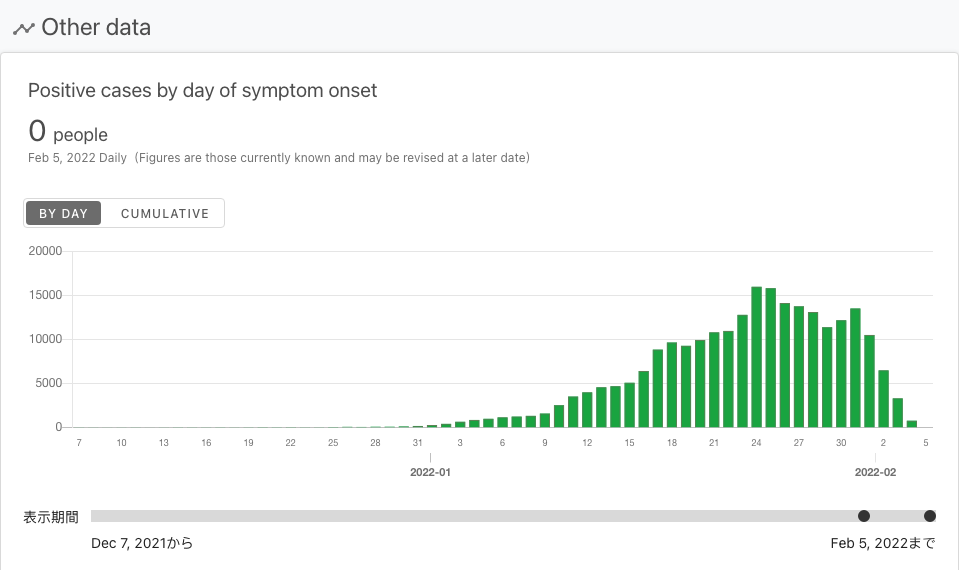 Other data
Positive cases by day of symptom onset
0 people
Feb 5, 2022 Daily (Figures are those currently known and may be revised at a later date)
BY DAY CUMULATIVE
20000
15000
10000
5000
0
7 10 13 16 19 22 25 28 31 3 6 9 12 15 18 21 24 27 30 2 5
2022-01 2022-02
表示期間
Dec 7, 2021から Feb 5, 2022まで